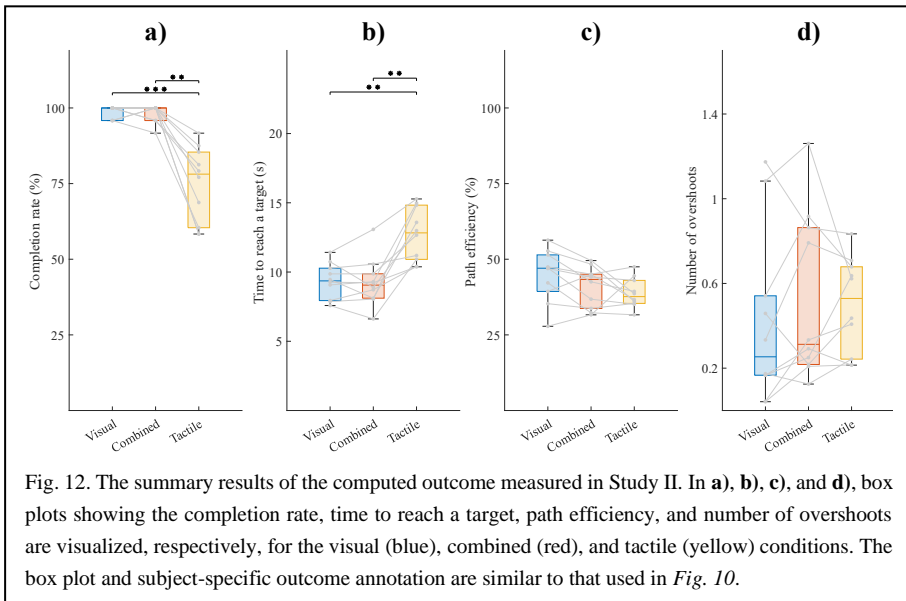 a)
b)
c)
d)
** 
***
**
**
100
75
50
25
Completion rate (%)
Visual
Combined
Tactile
20
15
10
5
Time to reach a target (s)
Visual
Combined
Tactile
100
75
50
25
Path efficiency (%)
Visual
Combined
Tactile
1.4
1
0.6
0.2
Number of overshoots
Visual
Combined
Tactile
Fig. 12. The summary results of the computed outcome measured in Study II. In a), b), c), and d), box
plots showing the completion rate, time to reach a target, path efficiency, and number of overshoots
are visualized, respectively, for the visual (blue), combined (red), and tactile (yellow) conditions. The
box plot and subject-specific outcome annotation are similar to that used in Fig. 10.